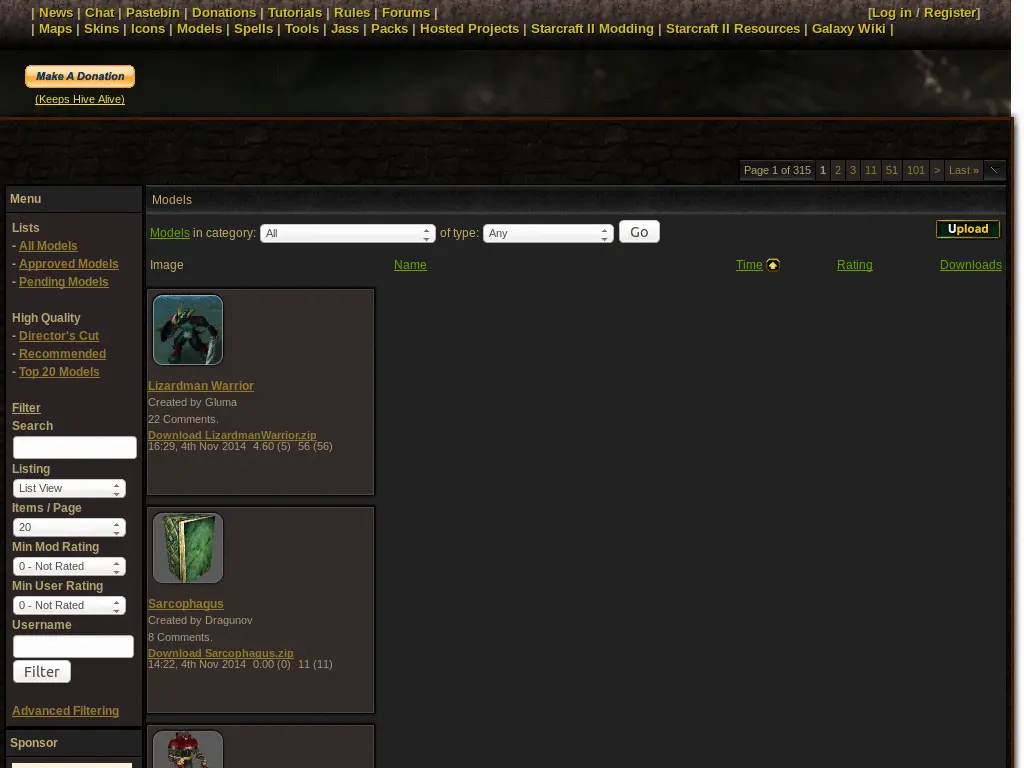 | News | Chat | Pastebin | Donations | Tutorials | Rules | Forums |
[Log in / Register]
| Maps | Skins | Icons | Models | Spells | Tools | Jass | Packs | Hosted Projects | Starcraft II Modding | Starcraft II Resources | Galaxy Wiki |
Make A Donation
(Keeps Hive Alive)
Page 1 of 315 1 2 3 11 51 101 > Last »
Menu
Lists
- All Models
- Approved Models
- Pending Models
High Quality
- Director's Cut
- Recommended
- Top 20 Models
Filter
Search
Listing
List View
Items / Page
20
Min Mod Rating
0 - Not Rated
Min User Rating
0 - Not Rated
Username
Filter
Advanced Filtering
Sponsor
Models
Models in category: All of type: Any Go
Upload
Image Name Time Rating Downloads
Lizardman Warrior
Created by Gluma
22 Comments.
Download LizardmanWarrior.zip
16:29, 4th Nov 2014 4.60 (5) 56 (56)
Sarcophagus
Created by Dragunov
8 Comments.
Download Sarcophagus.zip
14:22, 4th Nov 2014 0.00 (0) 11 (11)